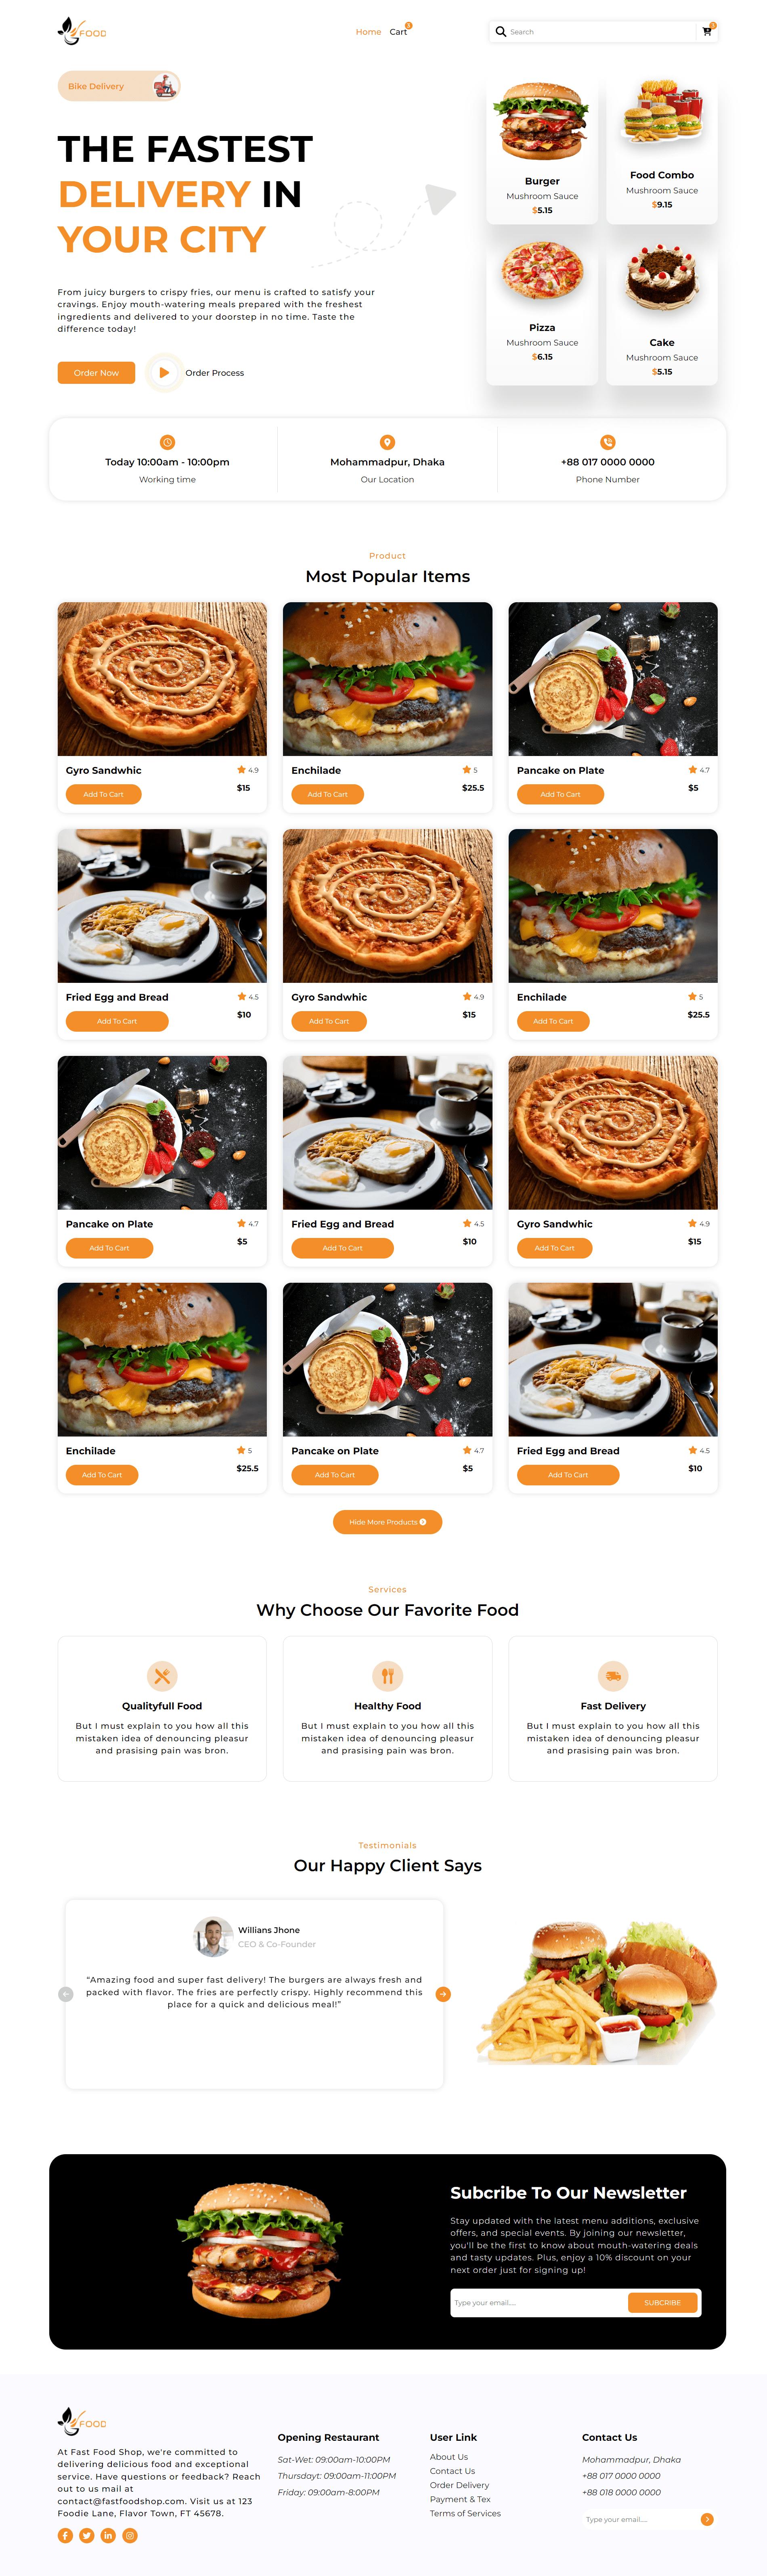 FOOD
Home
Cart
3
Search
3
Bike Delivery
THE FASTEST
DELIVERY IN
YOUR CITY
From juicy burgers to crispy fries, our menu is crafted to satisfy your
cravings. Enjoy mouth-watering meals prepared with the freshest
ingredients and delivered to your doorstep in no time. Taste the
difference today!
Order Now
Order Process
Burger
Mushroom Sauce
$5.15
Food Combo
Mushroom Sauce
$9.15
Pizza
Mushroom Sauce
$6.15
Cake
Mushroom Sauce
$5.15
Today 10:00am - 10:00pm
Working time
Mohammadpur, Dhaka
Our Location
+88 017 0000 0000
Phone Number
Product
Most Popular Items
Gyro Sandwhic
4.9
Add To Cart
$15
Enchilade
5
Add To Cart
$25.5
Pancake on Plate
4.7
Add To Cart
$5
Fried Egg and Bread
4.5
Add To Cart
$10
Gyro Sandwhic
4.9
Add To Cart
$15
Enchilade
5
Add To Cart
$25.5
Pancake on Plate
4.7
Add To Cart
$5
Fried Egg and Bread
4.5
Add To Cart
$10
Gyro Sandwhic
4.9
Add To Cart
$15
Enchilade
5
Add To Cart
$25.5
Pancake on Plate
4.7
Add To Cart
$5
Fried Egg and Bread
4.5
Add To Cart
$10
Hide More Products
Services
Why Choose Our Favorite Food
Qualityfull Food
But I must explain to you how all this
mistaken idea of denouncing pleasur
and prasising pain was bron.
Healthy Food
But I must explain to you how all this
mistaken idea of denouncing pleasur
and prasising pain was bron.
Fast Delivery
But I must explain to you how all this
mistaken idea of denouncing pleasur
and prasising pain was bron.
Testimonials
Our Happy Client Says
Willians Jhone
CEO & Co-Founder
“Amazing food and super fast delivery! The burgers are always fresh and
packed with flavor. The fries are perfectly crispy. Highly recommend this
place for a quick and delicious meal!”
Subcribe To Our Newsletter
Stay updated with the latest menu additions, exclusive
offers, and special events. By joining our newsletter,
you'll be the first to know about mouth-watering deals
and tasty updates. Plus, enjoy a 10% discount on your
next order just for signing up!
Type your email.....
SUBCRIBE
FOOD
At Fast Food Shop, we're committed to
delivering delicious food and exceptional
service. Have questions or feedback? Reach
out to us mail at
contact@fastfoodshop.com. Visit us at 123
Foodie Lane, Flavor Town, FT 45678.
Opening Restaurant
Sat-Wet: 09:00am-10:00PM
Thursdayt: 09:00am-11:00PM
Friday: 09:00am-8:00PM
User Link
About Us
Contact Us
Order Delivery
Payment & Tex
Terms of Services
Contact Us
Mohammadpur, Dhaka
+88 017 0000 0000
+88 018 0000 0000
Type your email.....